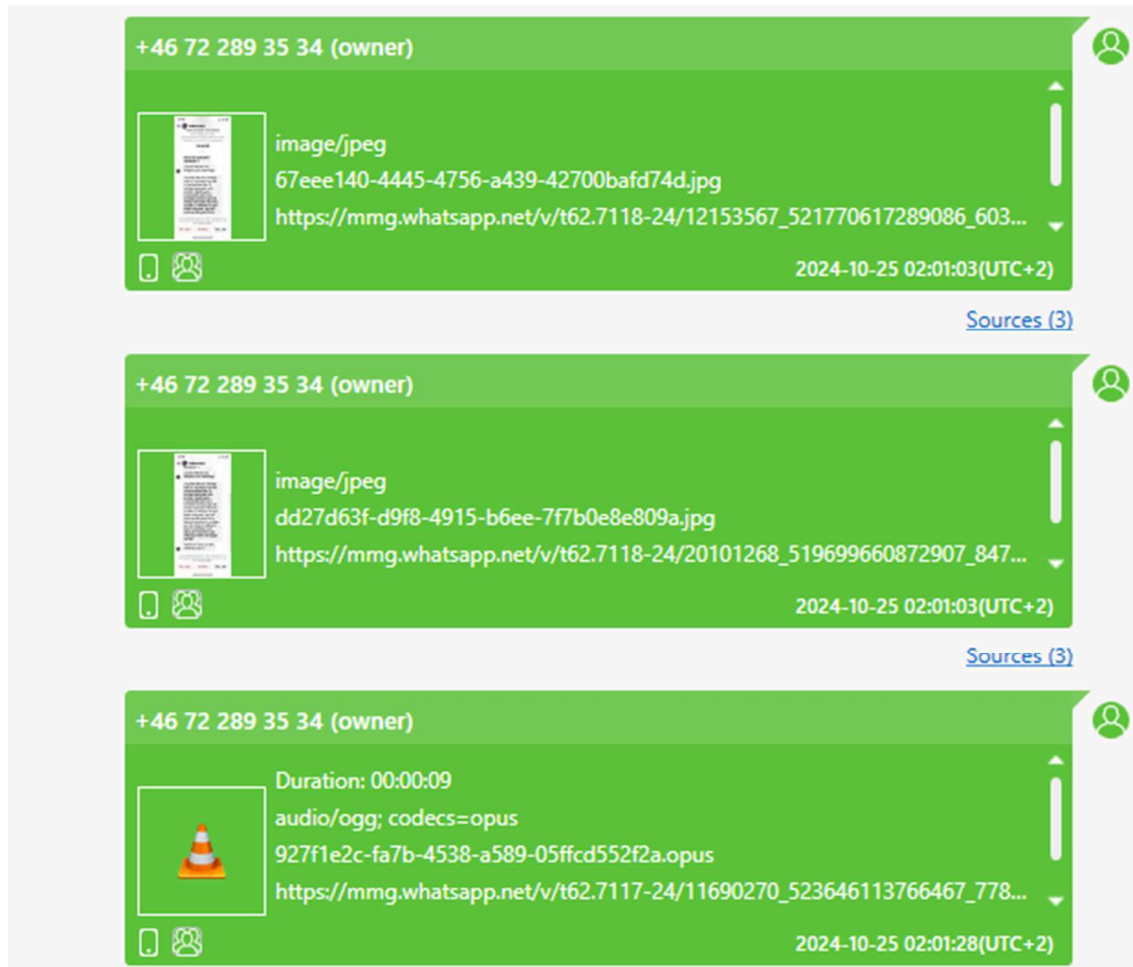 +46 72 289 35 34 (owner)
image/jpeg
67eee140-4445-4756-a439-42700bafd74d.jpg
https://mmg.whatsapp.net/v/t62.7118-24/12153567_521770617289086_603...
2024-10-25 02:01:03(UTC+2)
Sources (3)
+46 72 289 35 34 (owner)
image/jpeg
dd27d63f-d9f8-4915-b6ee-7f7b0e8e809a.jpg
https://mmg.whatsapp.net/v/t62.7118-24/20101268_519699660872907_847...
2024-10-25 02:01:03(UTC+2)
Sources (3)
+46 72 289 35 34 (owner)
Duration: 00:00:09
audio/ogg; codecs=opus
927f1e2c-fa7b-4538-a589-05ffcd552f2a.opus
https://mmg.whatsapp.net/v/t62.7117-24/11690270_523646113766467_778...
2024-10-25 02:01:28(UTC+2)